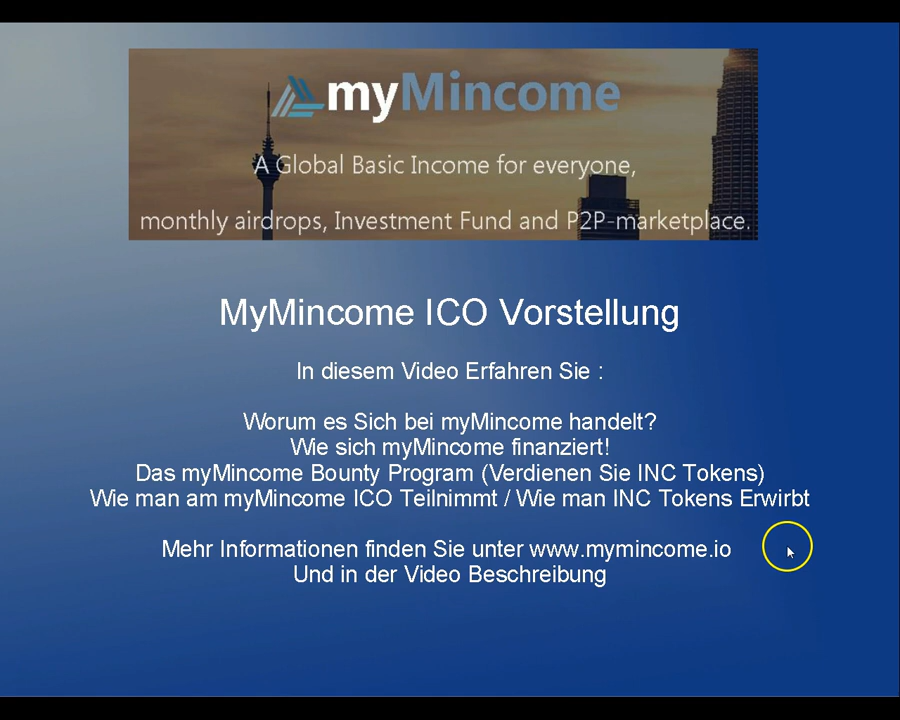 myMincome
A Global Basic Income for everyone,
monthly airdrops, Investment Fund and P2P-marketplace.
MyMincome ICO Vorstellung
In diesem Video Erfahren Sie :
Worum es Sich bei myMincome handelt?
Wie sich myMincome finanziert!
Das myMincome Bounty Program (Verdienen Sie INC Tokens)
Wie man am myMincome ICO Teilnimmt / Wie man INC Tokens Erwirbt
Mehr Informationen finden Sie unter www.mymincome.io
Und in der Video Beschreibung